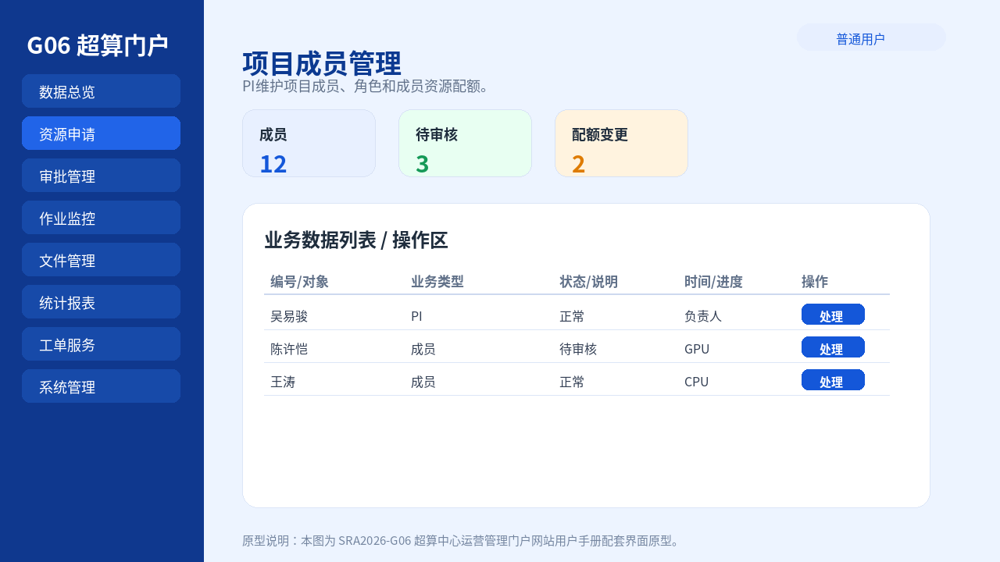 G06 超算门户
数据总览
资源申请
审批管理
作业监控
文件管理
统计报表
工单服务
系统管理
普通用户
项目成员管理
PI维护项目成员、角色和成员资源配额。
成员
12
待审核
3
配额变更
2
业务数据列表 / 操作区
编号/对象 业务类型 状态/说明 时间/进度 操作
吴易骏 PI 正常 负责人 处理
陈许恺 成员 待审核 GPU 处理
王涛 成员 正常 CPU 处理
原型说明：本图为 SRA2026-G06 超算中心运营管理门户网站用户手册配套界面原型。